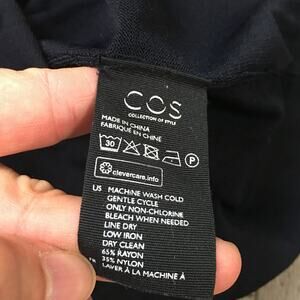 COS
COLLECTION OF STYLE
MADE IN CHINA
FABRIQUÉ EN CHINE
30 P
clevercare.info
US MACHINE WASH COLD
GENTLE CYCLE
ONLY NON-CHLORINE
BLEACH WHEN NEEDED
LINE DRY
LOW IRON
DRY CLEAN
65% RAYON
35% NYLON
LAVER À LA MACHINE À